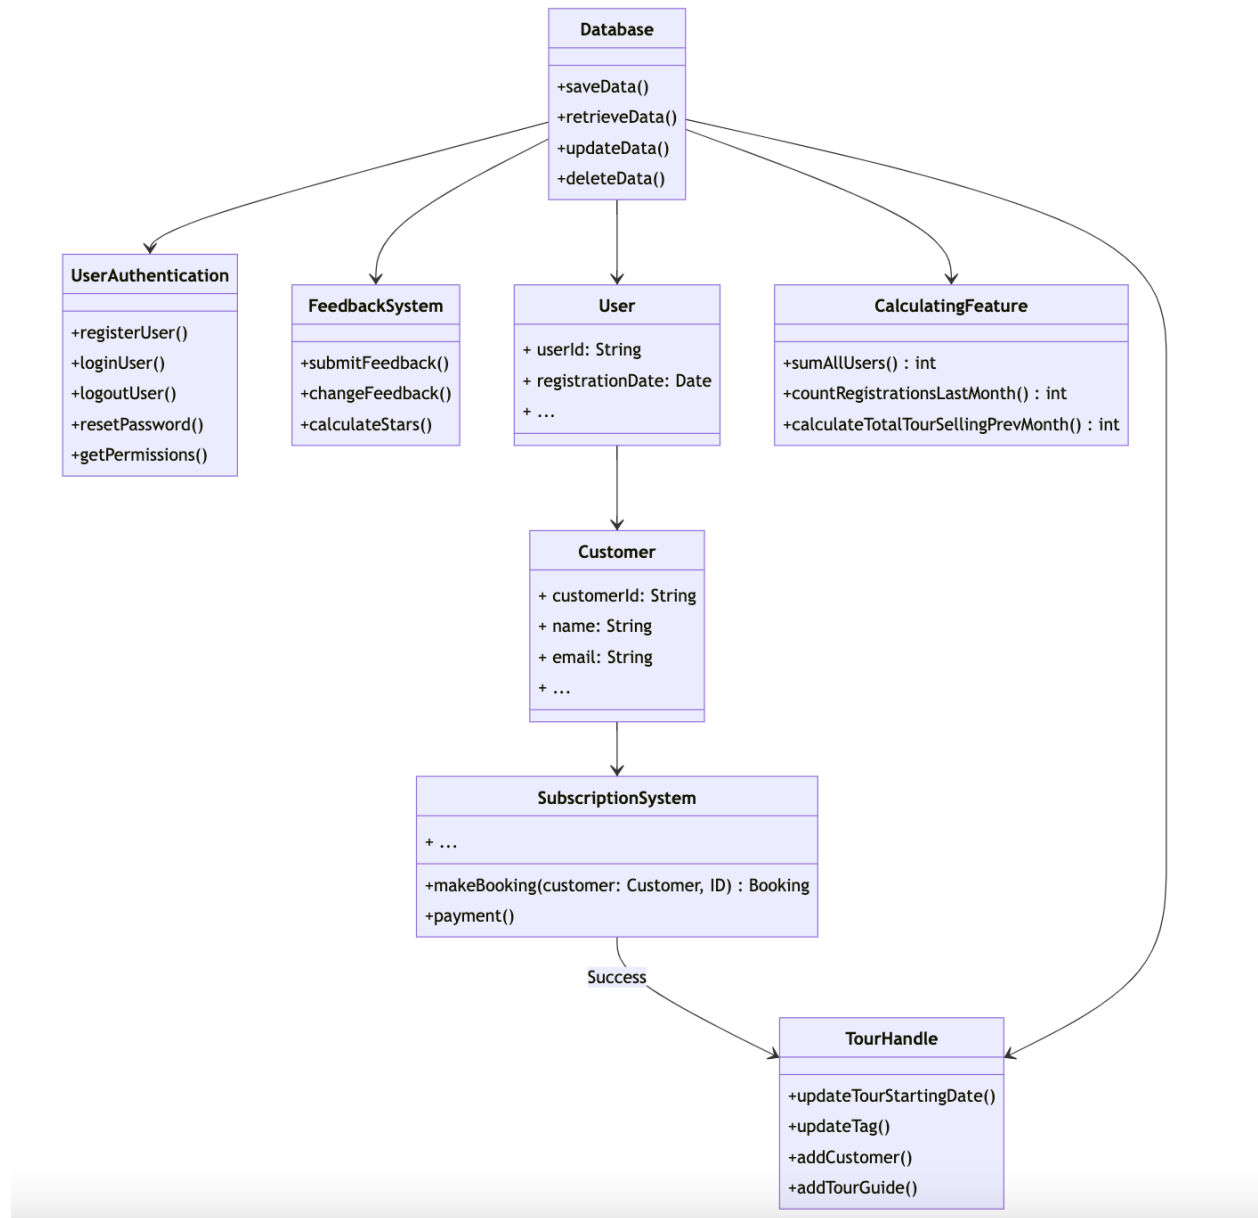 Database
+saveData()
+retrieveData()
+updateData()
+deleteData()
UserAuthentication
+registerUser()
+loginUser()
+logoutUser()
+resetPassword()
+getPermissions()
FeedbackSystem
+submitFeedback()
+changeFeedback()
+calculateStars()
User
+ userId: String
+ registrationDate: Date
+ ...
CalculatingFeature
+sumAllUsers() : int
+countRegistrationsLastMonth() : int
+calculateTotalTourSellingPrevMonth() : int
Customer
+ customerId: String
+ name: String
+ email: String
+ ...
SubscriptionSystem
+ ...
+makeBooking(customer: Customer, ID) : Booking
+payment()
Success
TourHandle
+updateTourStartingDate()
+updateTag()
+addCustomer()
+addTourGuide()